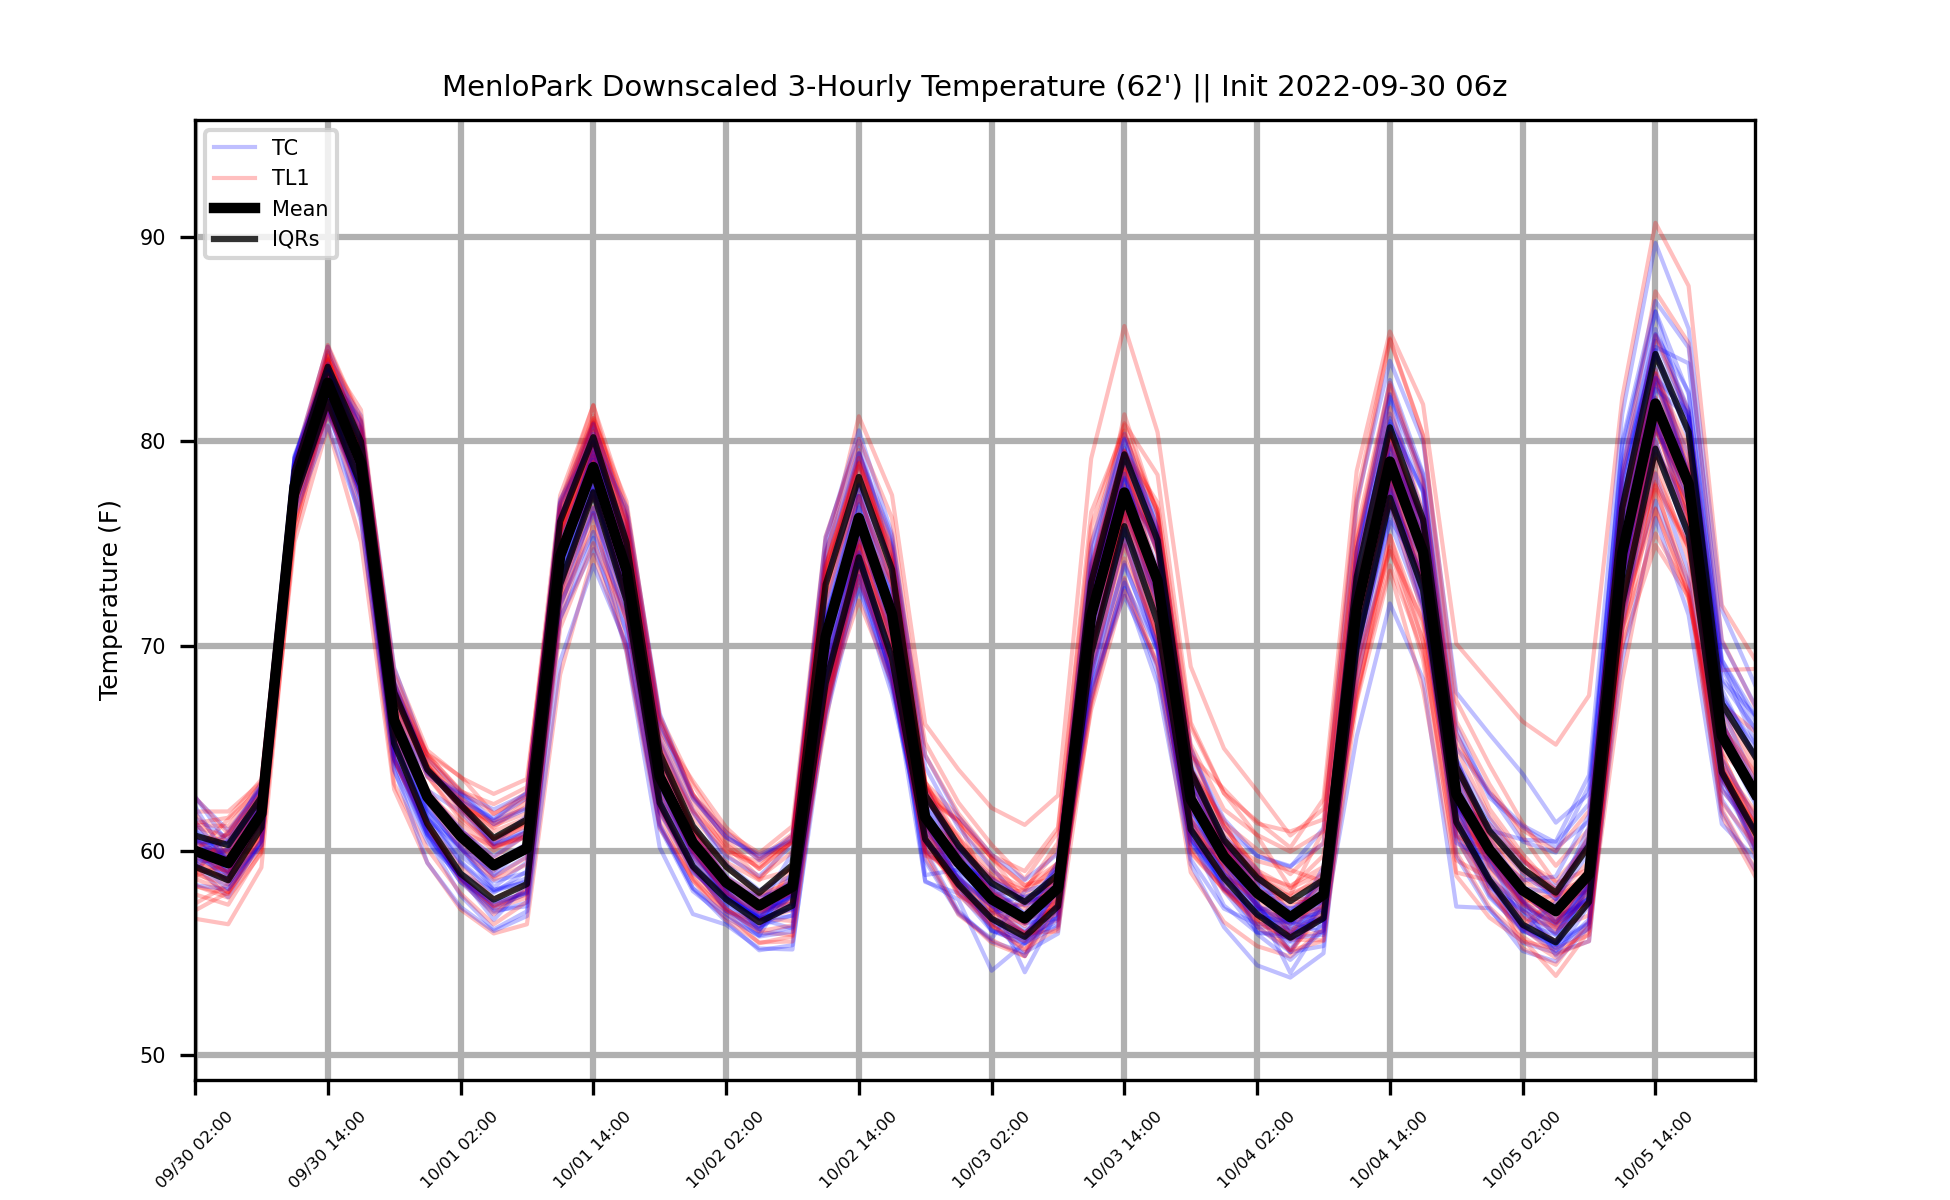 MenloPark Downscaled 3-Hourly Temperature (62') || Init 2022-09-30 06z
TC
TL1
Mean
IQRs
Temperature (F)
90
80
70
60
50
09/30 02:00
09/30 14:00
10/01 02:00
10/01 14:00
10/02 02:00
10/02 14:00
10/03 02:00
10/03 14:00
10/04 02:00
10/04 14:00
10/05 02:00
10/05 14:00